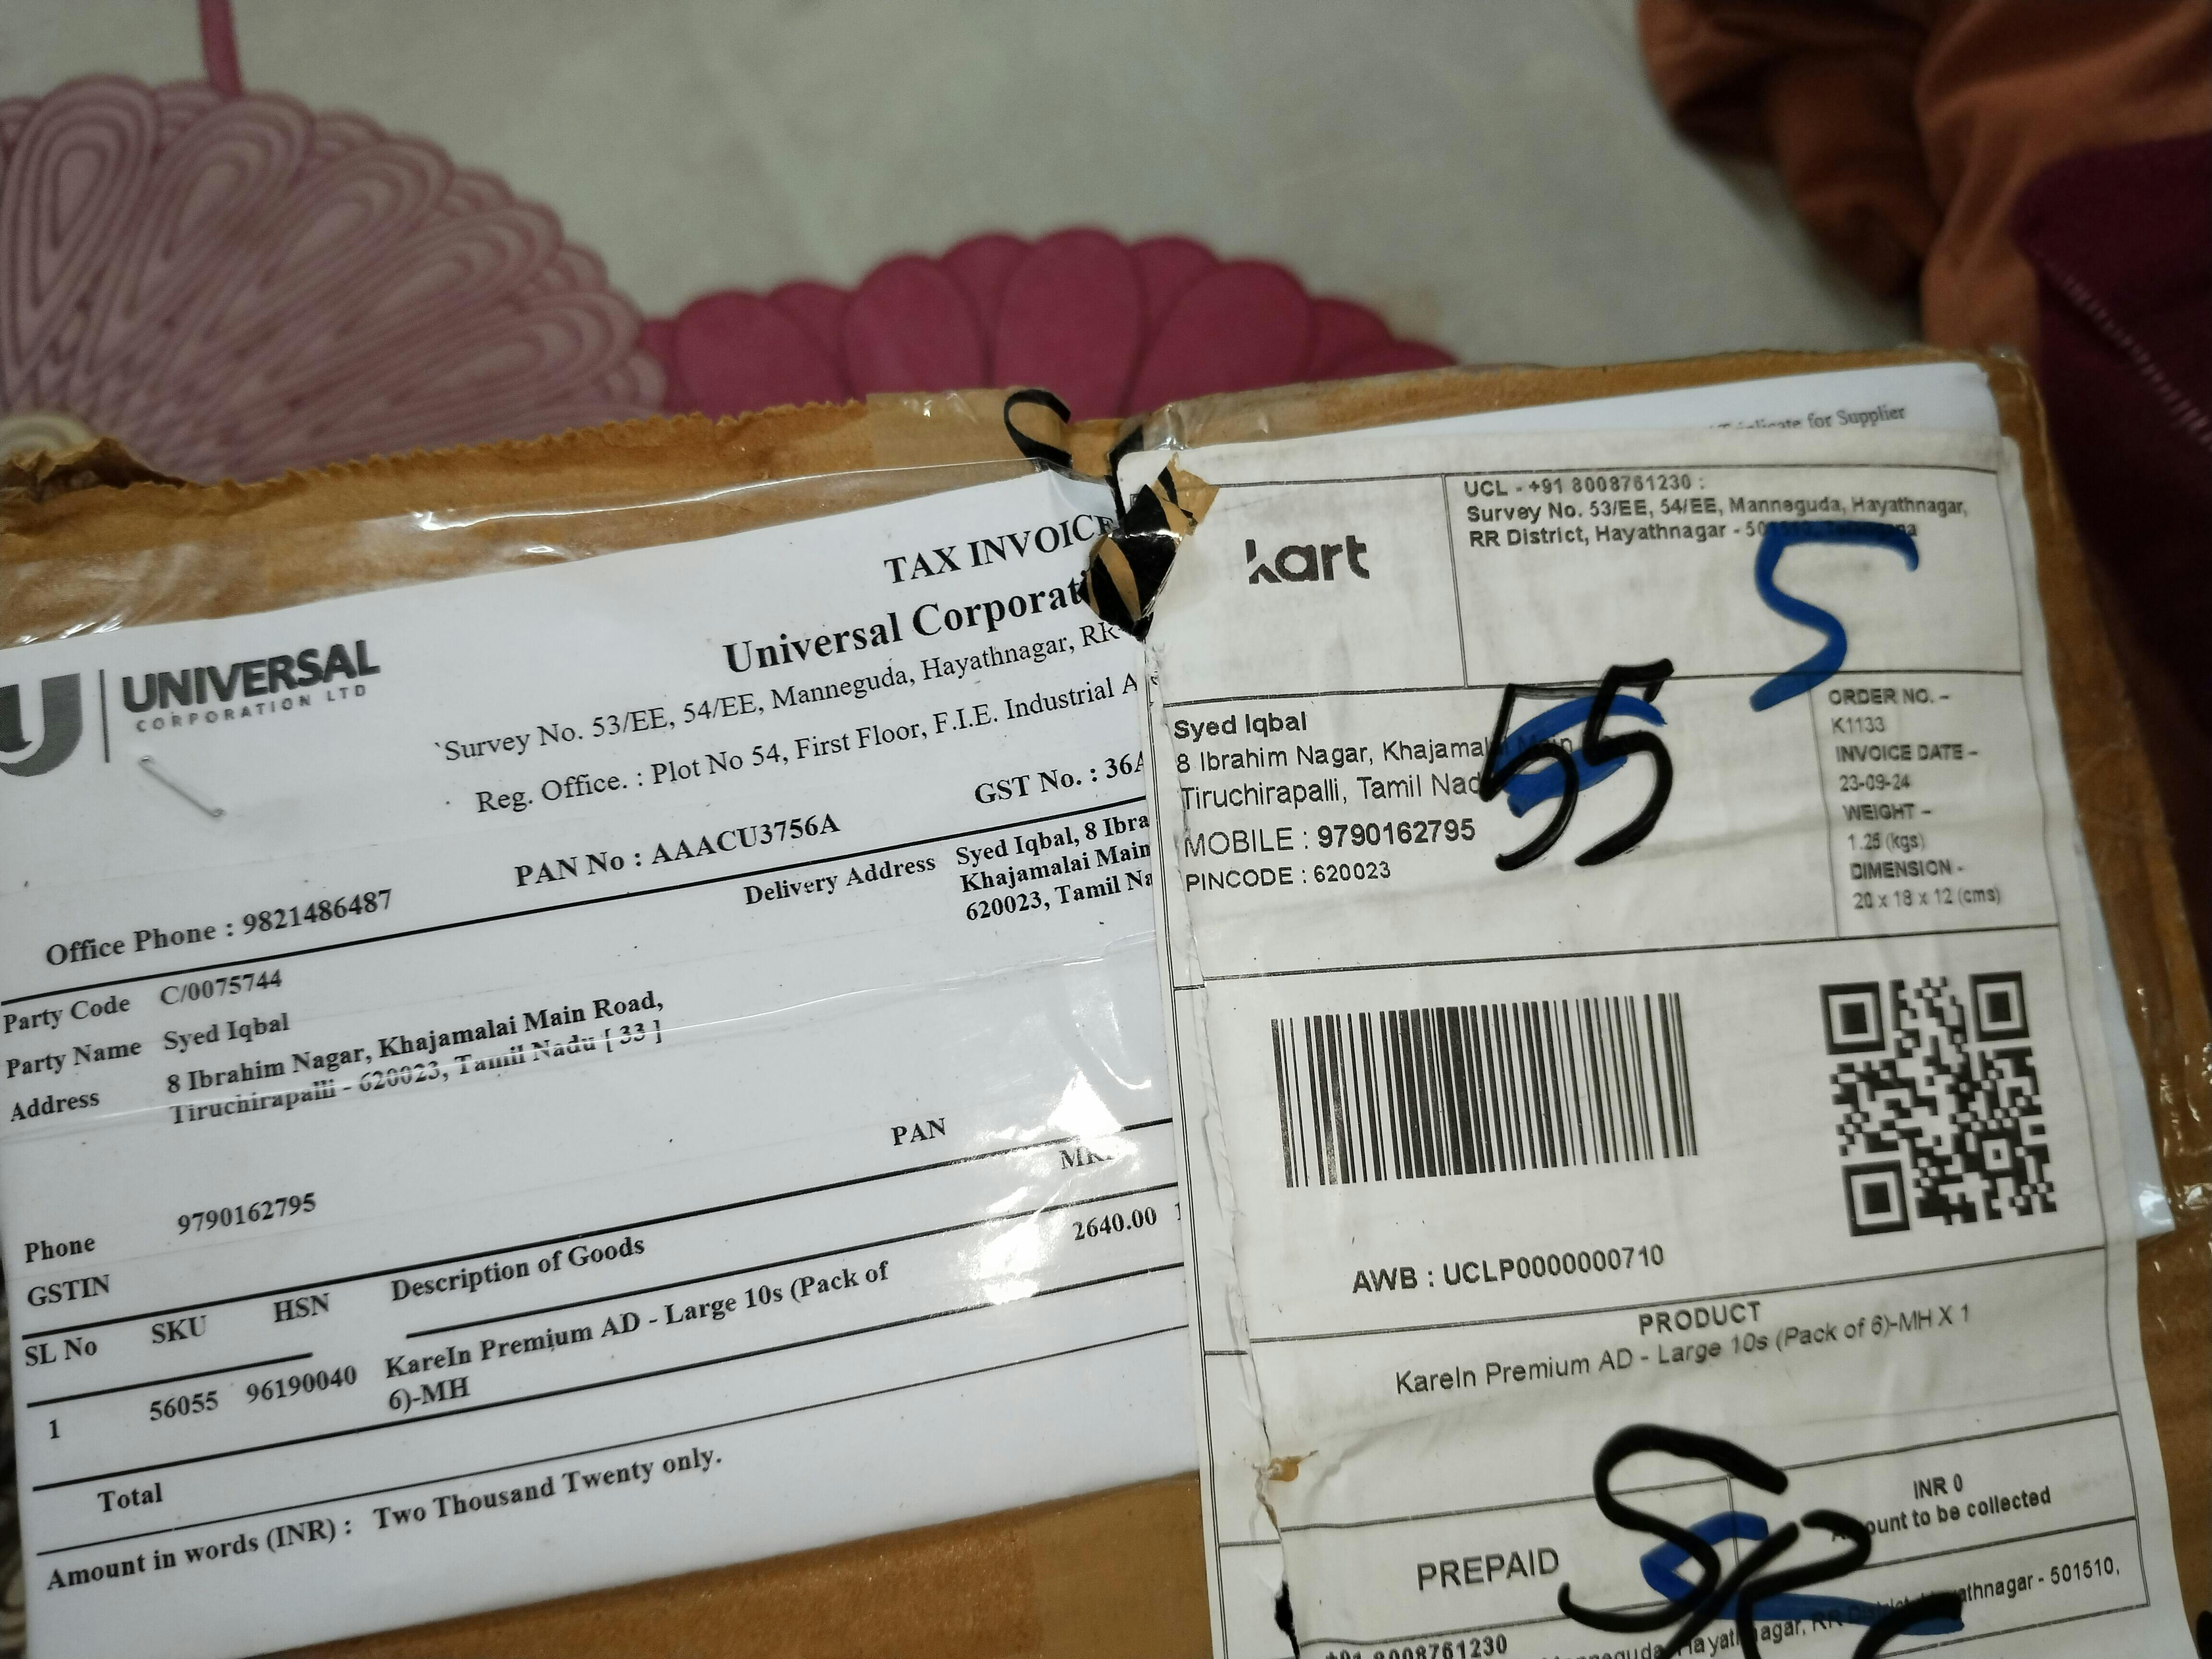 TAX INVOICE
Universal
UNIVERSAL
CORPORATION LTD
`Survey No. 53/EE, 54/EE, Manneguda, Hayathnagar, RR
Reg. Office. : Plot No 54, First Floor, F.I.E. Industrial
GST No. :
PAN No : AAACU3756A
Office Phone : 9821486487
Delivery Address Syed Iqbal, 8
Khajamalai Main
620023, Tamil
Party Code C/0075744
Party Name Syed Iqbal
Address 8 Ibrahim Nagar, Khajamalai Main Road,
Tiruchirapalli - 620023, Tamil Nadu [ 33 ]
PAN
Phone 9790162795
GSTIN
SL No SKU HSN Description of Goods
1 56055 96190040 KareIn Premium AD - Large 10s (Pack of 2640.00
6)-MH
Total
Amount in words (INR) : Two Thousand Twenty only.
Triplicate for Supplier
kart
UCL - +91 8008761230 :
Survey No. 53/EE, 54/EE, Manneguda, Hayathnagar,
RR District, Hayathnagar -
5
Syed Iqbal
8 Ibrahim Nagar,
Tiruchirapalli, Tamil
MOBILE : 9790162795
PINCODE : 620023
55
ORDER NO. -
K1133
INVOICE DATE -
23-09-24
WEIGHT -
1.25 (kgs)
DIMENSION -
20 x 18 x 12 (cms)
AWB : UCLP0000000710
PRODUCT
KareIn Premium AD - Large 10s (Pack of 6)-MH X 1
PREPAID
INR 0
Amount to be collected
- 501510,
+91 8008761230